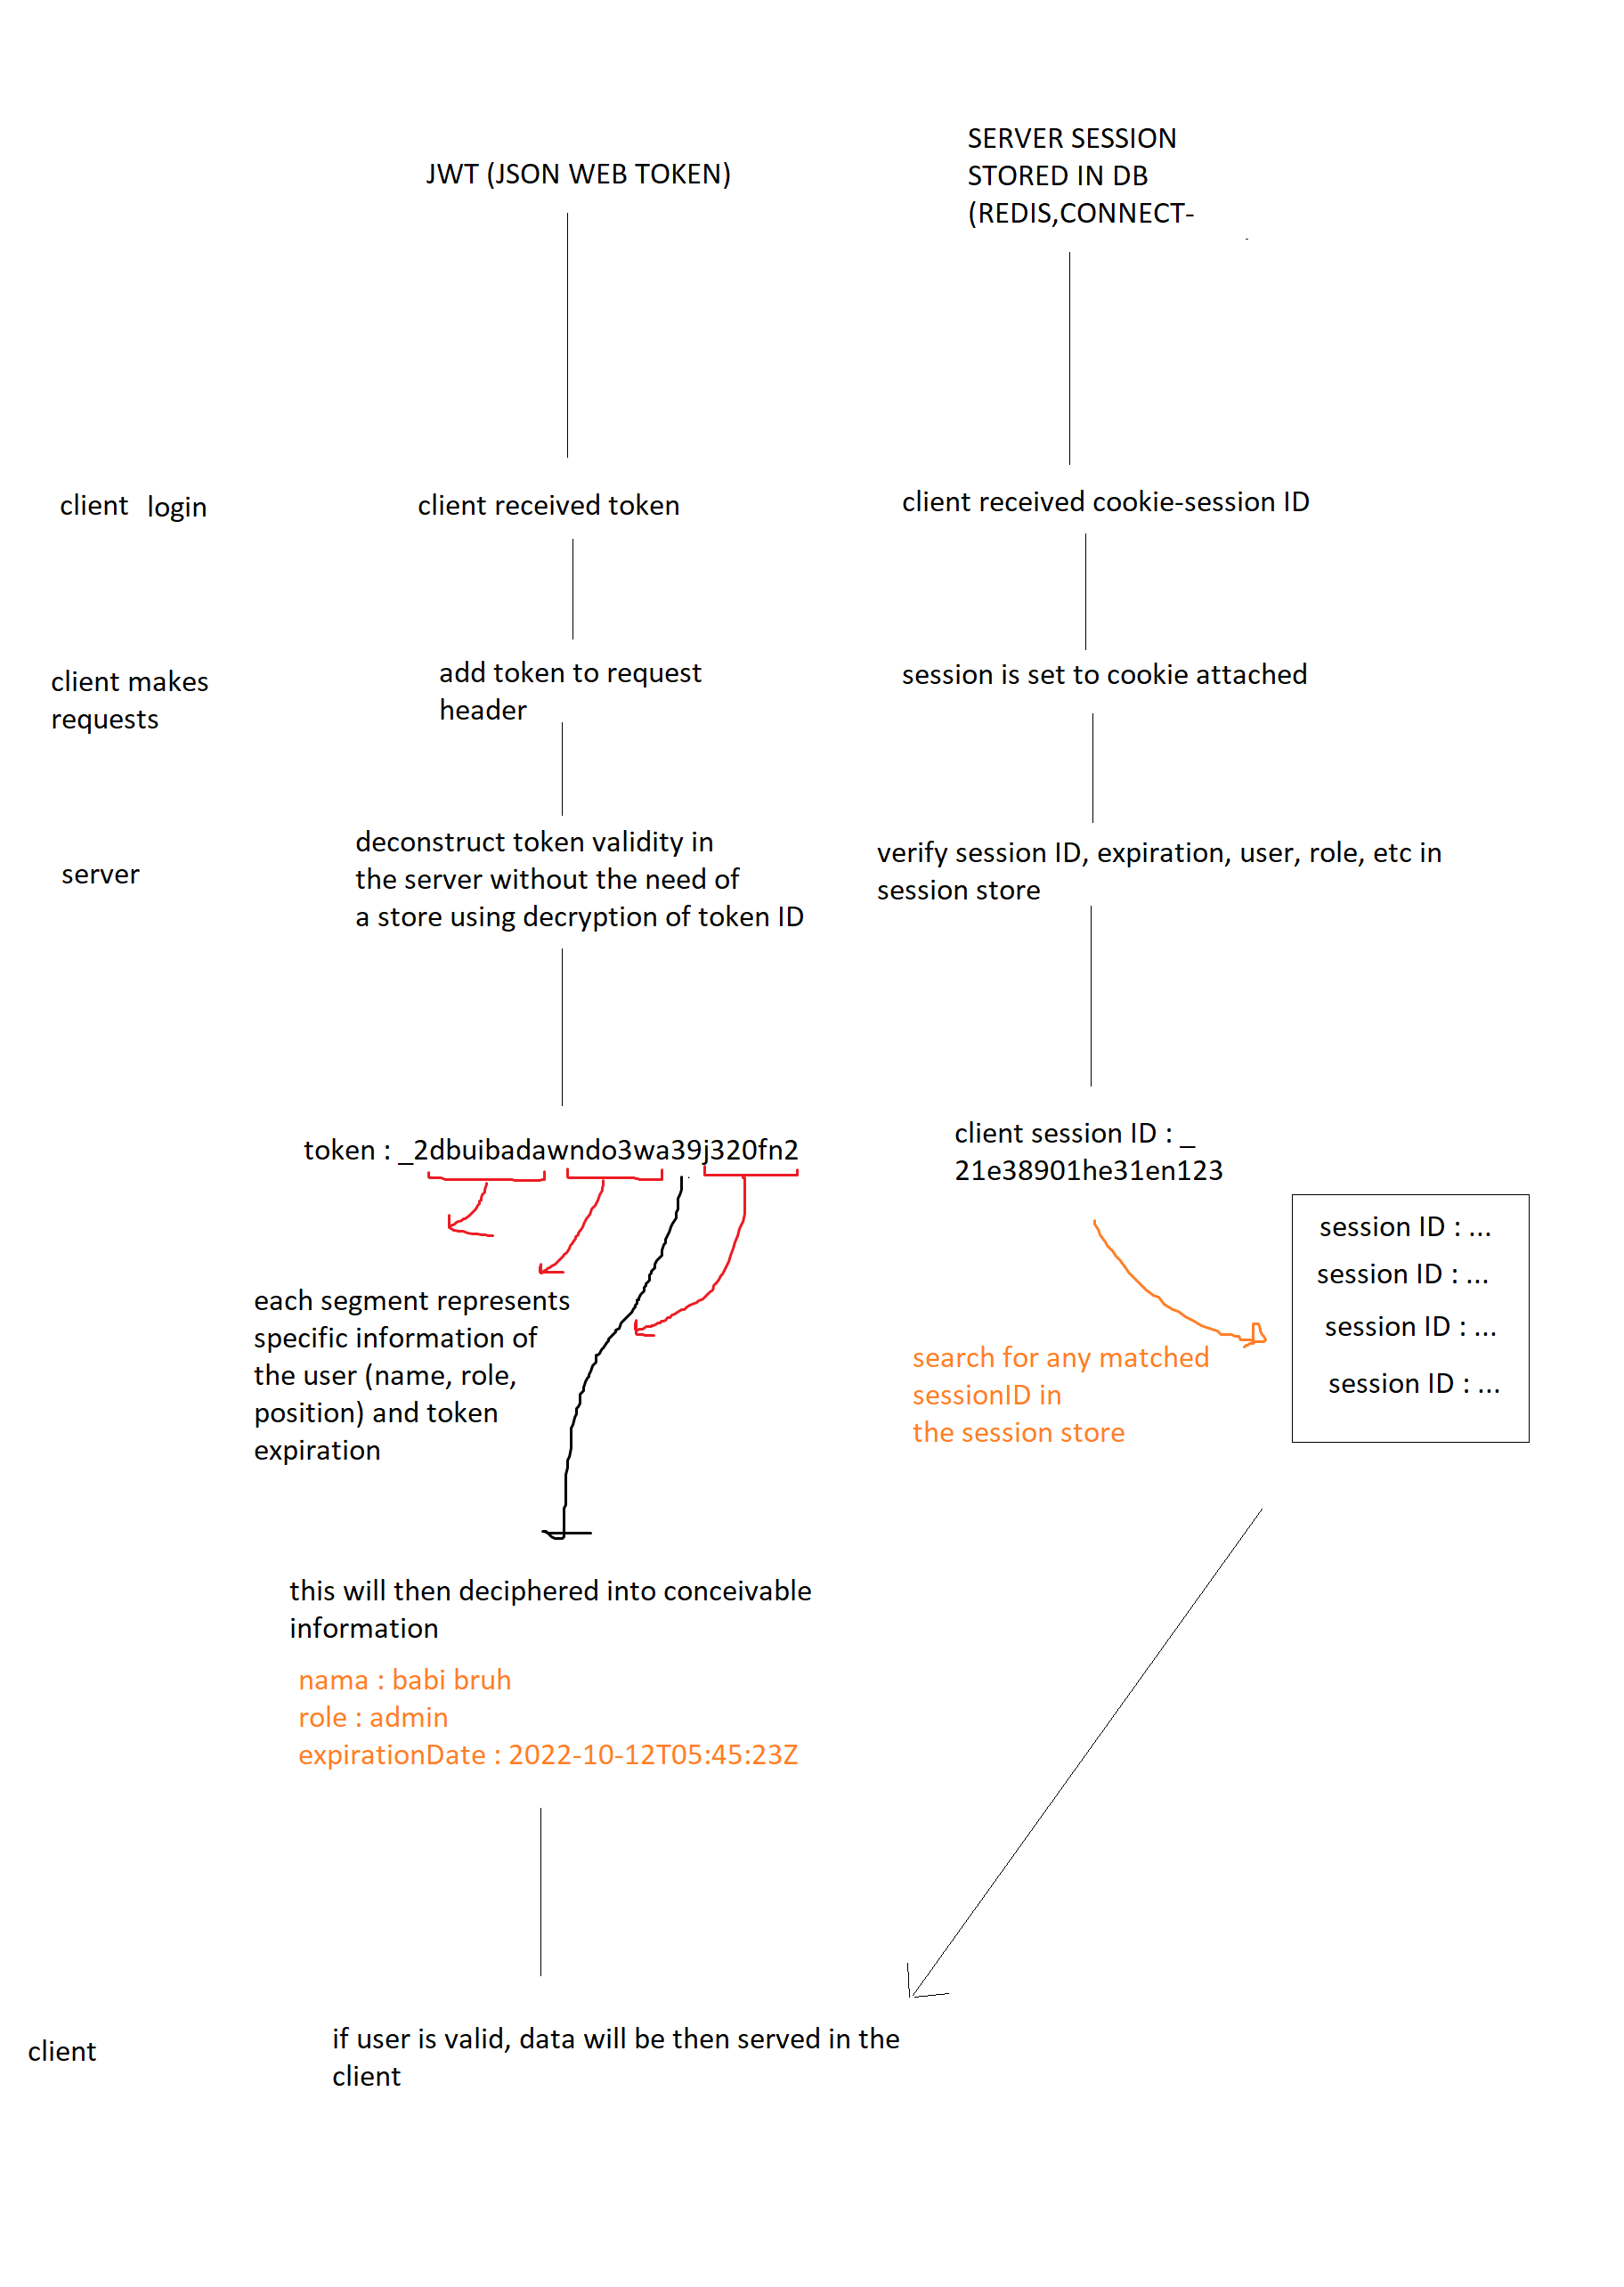 JWT (JSON WEB TOKEN)
SERVER SESSION
STORED IN DB
(REDIS,CONNECT-
client login
client received token
client received cookie-session ID
client makes
requests
add token to request
header
session is set to cookie attached
server
deconstruct token validity in
the server without the need of
a store using decryption of token ID
verify session ID, expiration, user, role, etc in
session store
token : _2dbuibadawndo3wa39j320fn2
client session ID : _
21e38901he31en123
each segment represents
specific information of
the user (name, role,
position) and token
expiration
search for any matched
sessionID in
the session store
session ID : ...
session ID : ...
session ID : ...
session ID : ...
this will then deciphered into conceivable
information
nama : babi bruh
role : admin
expirationDate : 2022-10-12T05:45:23Z
client
if user is valid, data will be then served in the
client